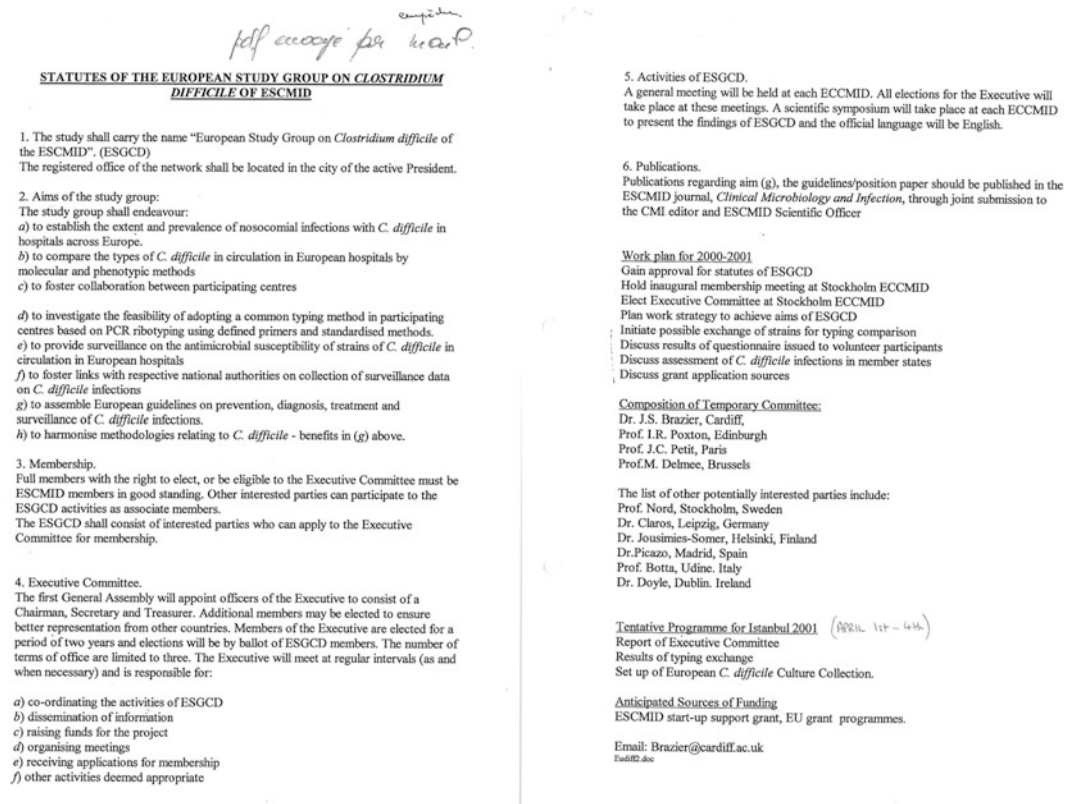 pdf envoyé par
STATUTES OF THE EUROPEAN STUDY GROUP ON CLOSTRIDIUM
DIFFICILE OF ESCMID
1. The study shall carry the name “European Study Group on Clostridium difficile of
the ESCMID”. (ESGCD)
The registered office of the network shall be located in the city of the active President.
2. Aims of the study group:
The study group shall endeavour:
a) to establish the extent and prevalence of nosocomial infections with C. difficile in
hospitals across Europe.
b) to compare the types of C. difficile in circulation in European hospitals by
molecular and phenotypic methods
c) to foster collaboration between participating centres
d) to investigate the feasibility of adopting a common typing method in participating
centres based on PCR ribotyping using defined primers and standardised methods.
e) to provide surveillance on the antimicrobial susceptibility of strains of C. difficile in
circulation in European hospitals
f) to foster links with respective national authorities on collection of surveillance data
on C. difficile infections
g) to assemble European guidelines on prevention, diagnosis, treatment and
surveillance of C. difficile infections.
h) to harmonise methodologies relating to C. difficile - benefits in (g) above.
3. Membership.
Full members with the right to elect, or be eligible to the Executive Committee must be
ESCMID members in good standing. Other interested parties can participate to the
ESGCD activities as associate members.
The ESGCD shall consist of interested parties who can apply to the Executive
Committee for membership.
4. Executive Committee.
The first General Assembly will appoint officers of the Executive to consist of a
Chairman, Secretary and Treasurer. Additional members may be elected to ensure
better representation from other countries. Members of the Executive are elected for a
period of two years and elections will be by ballot of ESGCD members. The number of
terms of office are limited to three. The Executive will meet at regular intervals (as and
when necessary) and is responsible for:
a) co-ordinating the activities of ESGCD
b) dissemination of information
c) raising funds for the project
d) organising meetings
e) receiving applications for membership
f) other activities deemed appropriate
5. Activities of ESGCD.
A general meeting will be held at each ECCMID. All elections for the Executive will
take place at these meetings. A scientific symposium will take place at each ECCMID
to present the findings of ESGCD and the official language will be English.
6. Publications.
Publications regarding aim (g), the guidelines/position paper should be published in the
ESCMID journal, Clinical Microbiology and Infection, through joint submission to
the CMI editor and ESCMID Scientific Officer
Work plan for 2000-2001
Gain approval for statutes of ESGCD
Hold inaugural membership meeting at Stockholm ECCMID
Elect Executive Committee at Stockholm ECCMID
Plan work strategy to achieve aims of ESGCD
Initiate possible exchange of strains for typing comparison
Discuss results of questionnaire issued to volunteer participants
Discuss assessment of C. difficile infections in member states
Discuss grant application sources
Composition of Temporary Committee:
Dr. J.S. Brazier, Cardiff,
Prof. I.R. Poxton, Edinburgh
Prof. J.C. Petit, Paris
Prof.M. Delmee, Brussels
The list of other potentially interested parties include:
Prof. Nord, Stockholm, Sweden
Dr. Claros, Leipzig, Germany
Dr. Jousimies-Somer, Helsinki, Finland
Dr.Picazo, Madrid, Spain
Prof. Botta, Udine. Italy
Dr. Doyle, Dublin. Ireland
Tentative Programme for Istanbul 2001 (APRIL 1st - 4th)
Report of Executive Committee
Results of typing exchange
Set up of European C. difficile Culture Collection.
Anticipated Sources of Funding
ESCMID start-up support grant, EU grant programmes.
Email: Brazier@cardiff.ac.uk
Eudiff2.doc